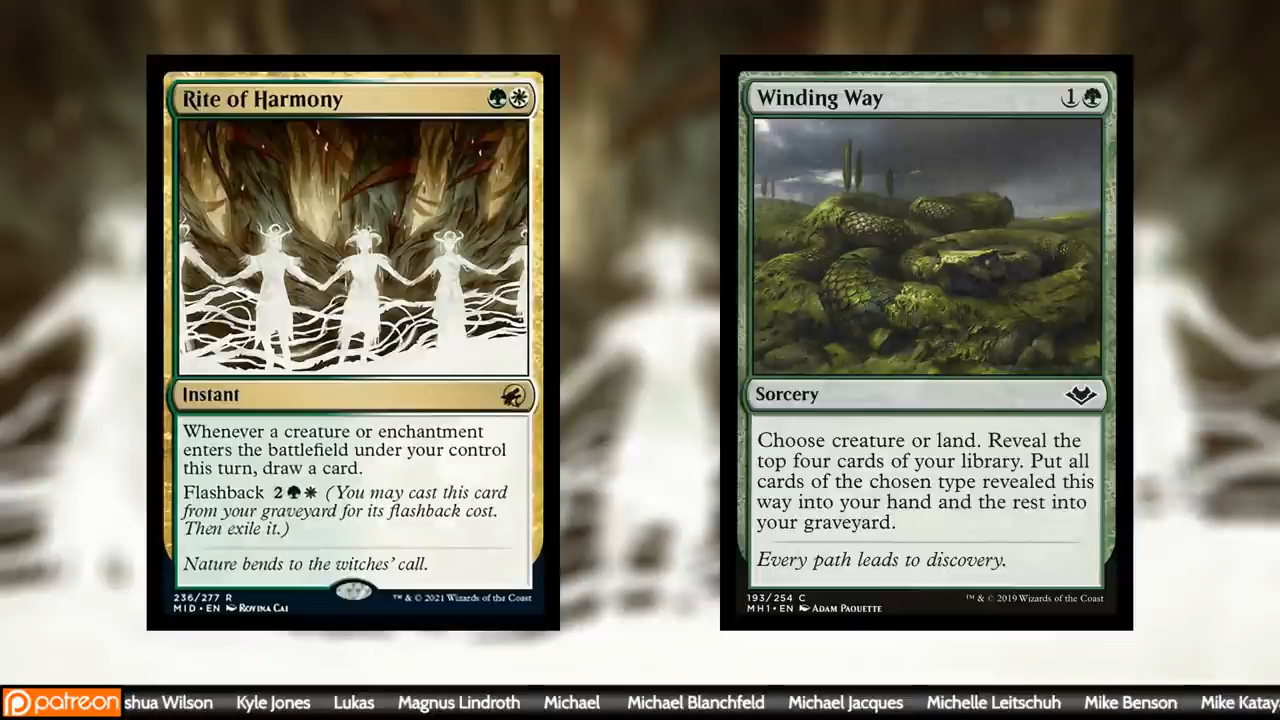 Rite of Harmony
Instant
Whenever a creature or enchantment
enters the battlefield under your control
this turn, draw a card.
Flashback 2 (You may cast this card
from your graveyard for its flashback cost.
Then exile it.)
Nature bends to the witches' call.
236/277 R
MID • EN Rovina Cai
™ & © 2021 Wizards of the Coast
Winding Way 1
Sorcery
Choose creature or land. Reveal the
top four cards of your library. Put all
cards of the chosen type revealed this
way into your hand and the rest into
your graveyard.
Every path leads to discovery.
193/254 C
MH1 • EN Adam Paquette
™ & © 2019 Wizards of the Coast
patreon shua Wilson Kyle Jones Lukas Magnus Lindroth Michael Michael Blanchfeld Michael Jacques Michelle Leitschuh Mike Benson Mike Katay